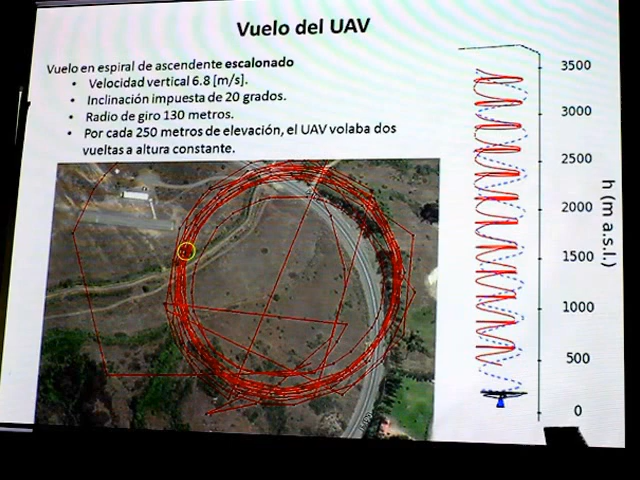 Vuelo del UAV
Vuelo en espiral de ascendente escalonado
• Velocidad vertical 6.8 [m/s].
• Inclinación impuesta de 20 grados.
• Radio de giro 130 metros.
• Por cada 250 metros de elevación, el UAV volaba dos
vueltas a altura constante.
3500
3000
2500
2000
1500
1000
500
0
h (m a.s.l.)